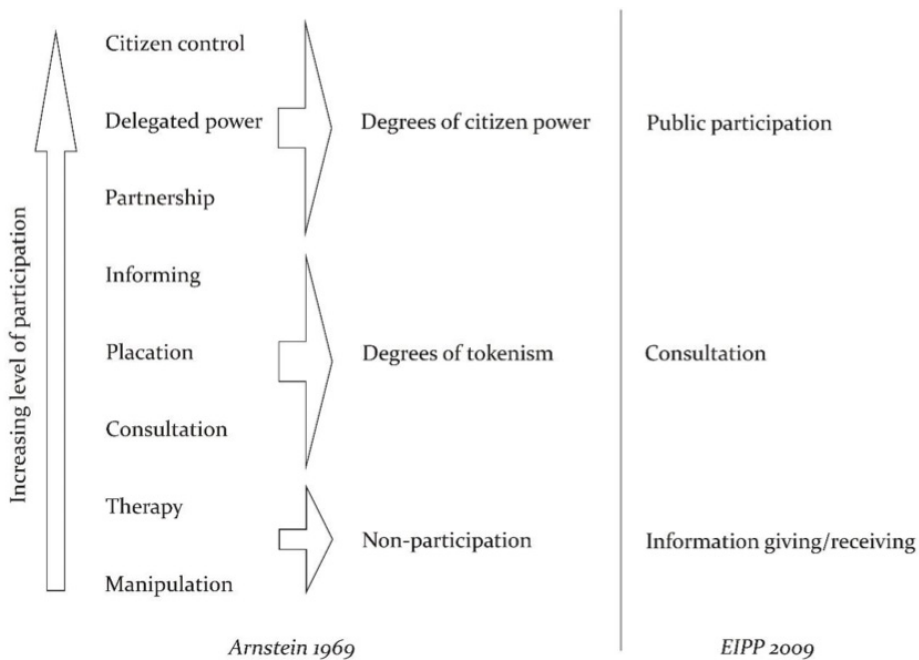 Increasing level of participation
Citizen control
Delegated power
Partnership
Informing
Placation
Consultation
Therapy
Manipulation
Degrees of citizen power
Degrees of tokenism
Non-participation
Arnstein 1969
Public participation
Consultation
Information giving/receiving
EIPP 2009